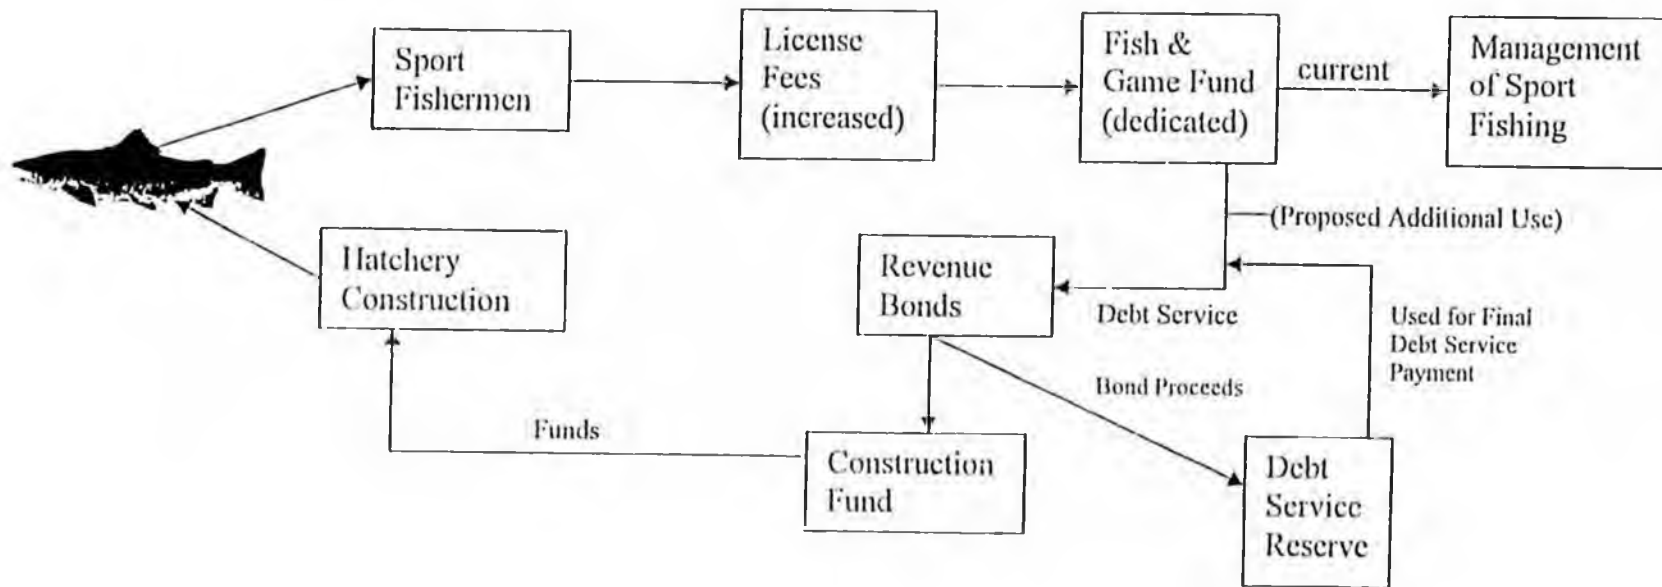 Sport
Fishermen
License
Fees
(increased)
Fish &
Game Fund
(dedicated)
current
Management
of Sport
Fishing
(Proposed Additional Use)
Hatchery
Construction
Revenue
Bonds
Debt Service
Used for Final
Debt Service
Payment
Bond Proceeds
Funds
Construction
Fund
Debt
Service
Reserve